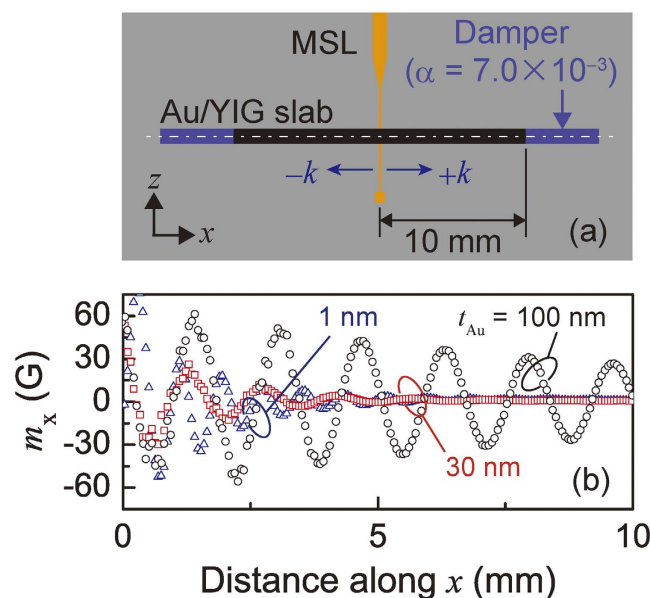 MSL
Damper
(α = 7.0×10⁻³)
Au/YIG slab
−k +k
z
x
10 mm
(a)
60
30
0
-30
-60
mₓ (G)
1 nm
t_Au = 100 nm
30 nm
(b)
0 5 10
Distance along x (mm)